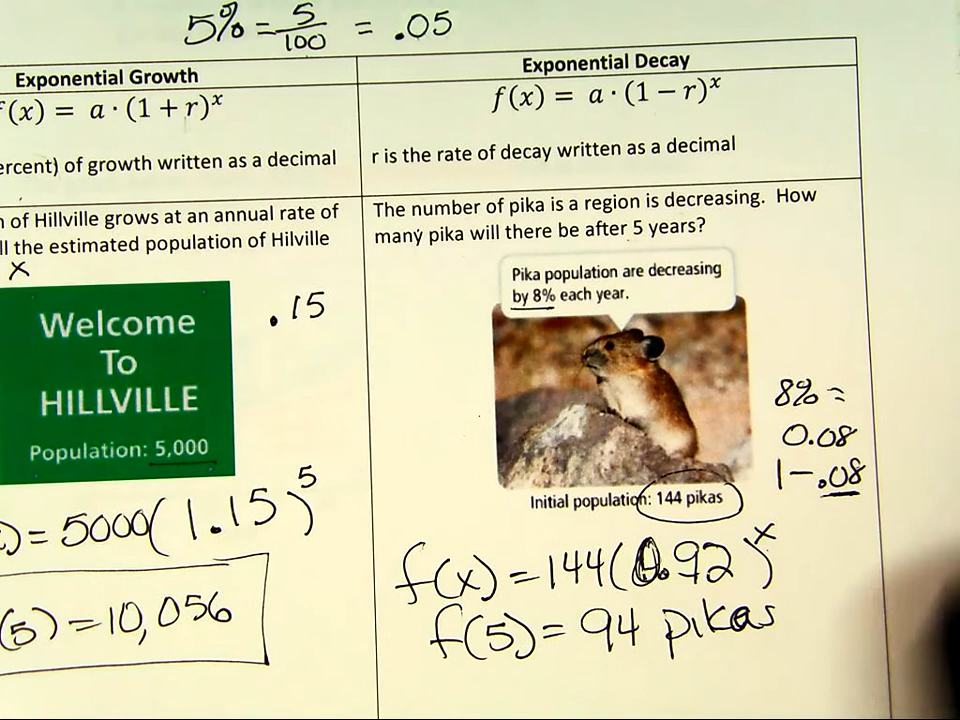 5% = 5/100 = .05
Exponential Growth
f(x) = a · (1 + r)^x
ercent) of growth written as a decimal
n of Hillville grows at an annual rate of
ll the estimated population of Hilville
x
Welcome
To
HILLVILLE
Population: 5,000
.15
) = 5000(1.15)^5
(5) = 10,056
Exponential Decay
f(x) = a · (1 − r)^x
r is the rate of decay written as a decimal
The number of pika is a region is decreasing. How
many pika will there be after 5 years?
Pika population are decreasing
by 8% each year.
8% =
0.08
1 − .08
Initial population: 144 pikas
f(x) = 144(0.92)^x
f(5) = 94 pikas